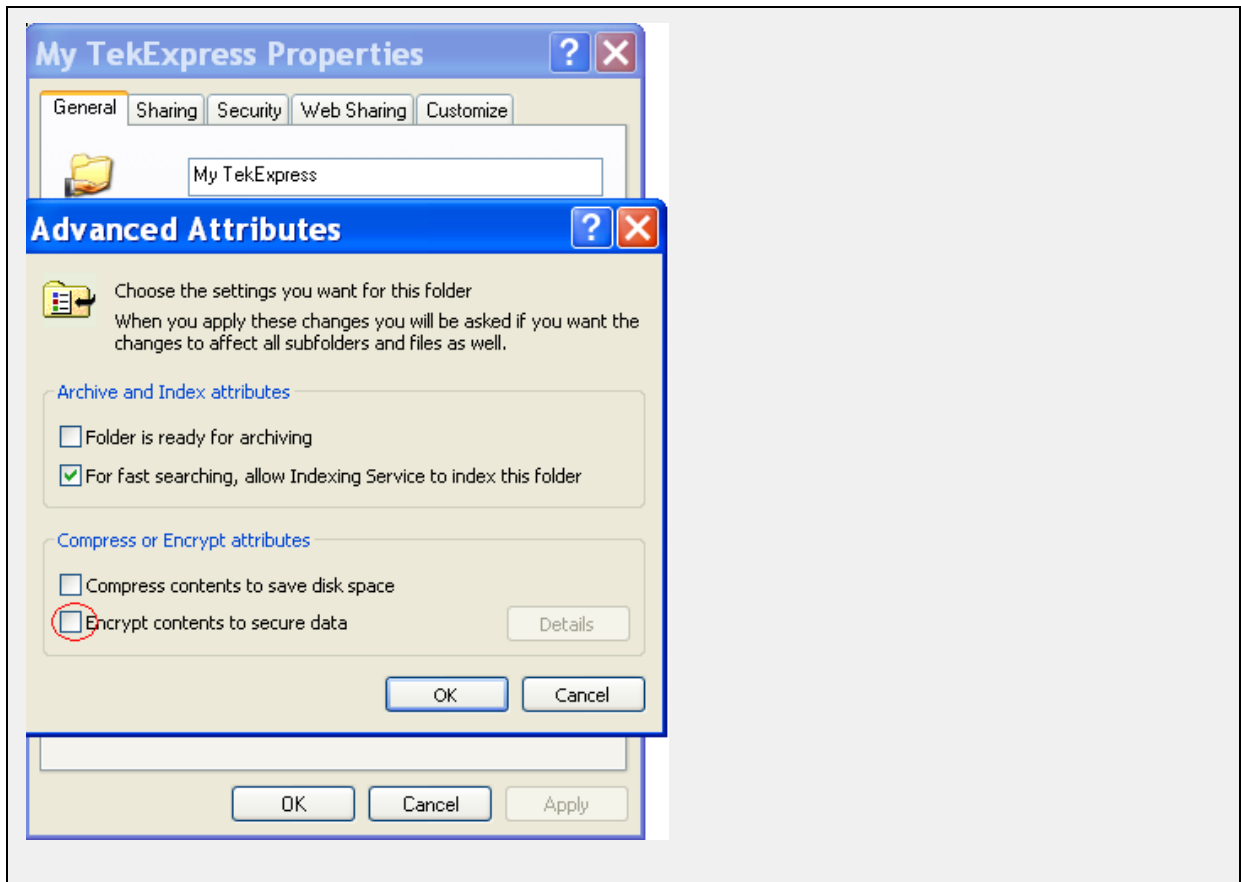 My TekExpress Properties
General Sharing Security Web Sharing Customize
My TekExpress
Advanced Attributes
Choose the settings you want for this folder
When you apply these changes you will be asked if you want the
changes to affect all subfolders and files as well.
Archive and Index attributes
Folder is ready for archiving
For fast searching, allow Indexing Service to index this folder
Compress or Encrypt attributes
Compress contents to save disk space
Encrypt contents to secure data Details
OK Cancel
OK Cancel Apply